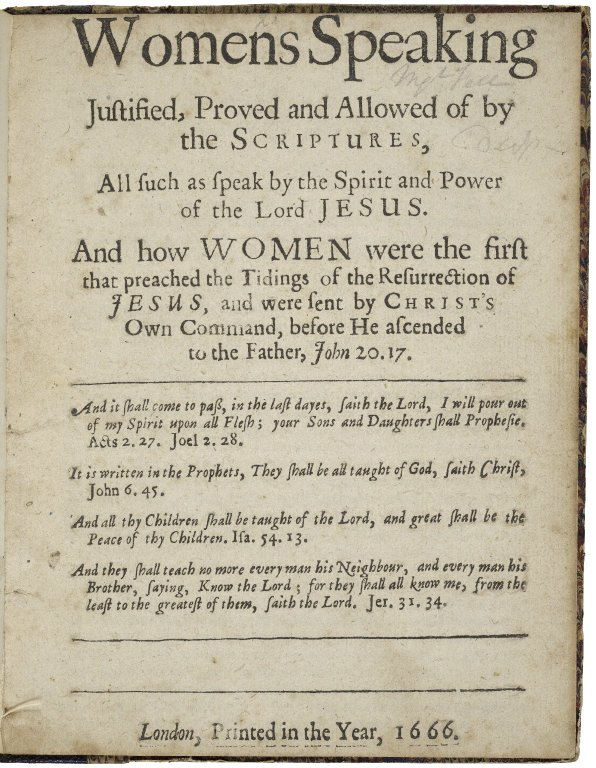 Womens Speaking
Juſtified, Proved and Allowed of by
the SCRIPTURES,
All ſuch as ſpeak by the Spirit and Power
of the Lord JESUS.
And how WOMEN were the firſt
that preached the Tidings of the Reſurrection of
JESUS, and were ſent by CHRIST'S
Own Command, before He aſcended
to the Father, John 20.17.
And it ſhall come to paß, in the laſt dayes, ſaith the Lord, I will pour out
of my Spirit upon all Fleſh; your Sons and Daughters ſhall Propheſie.
Acts 2. 27. Joel 2. 28.
It is written in the Prophets, They ſhall be all taught of God, ſaith Chriſt,
John 6. 45.
And all thy Children ſhall be taught of the Lord, and great ſhall be the
Peace of thy Children. Iſa. 54. 13.
And they ſhall teach no more every man his Neighbour, and every man his
Brother, ſaying, Know the Lord; for they ſhall all know me, from the
leaſt to the greateſt of them, ſaith the Lord. Jer. 31. 34.
London, Printed in the Year, 1666.